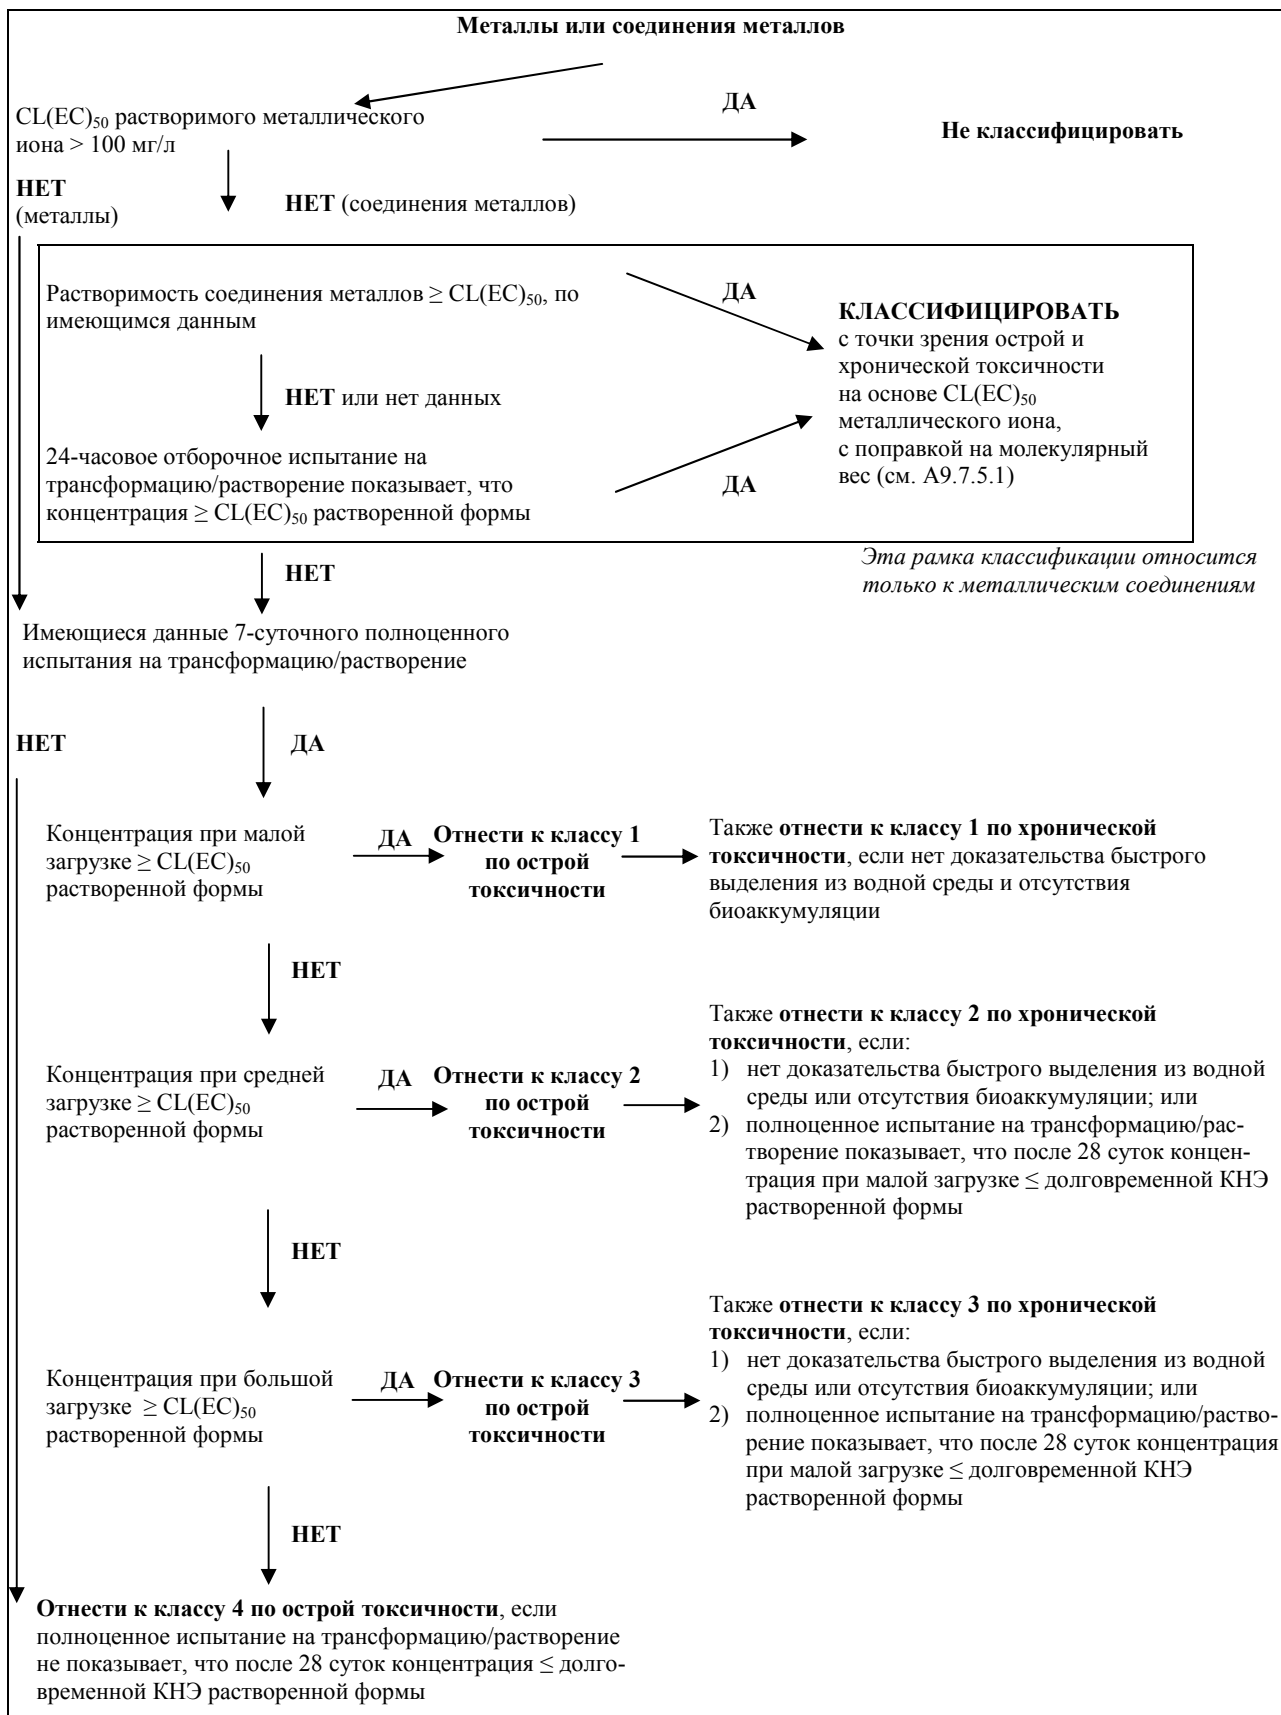 Металлы или соединения металлов
CL(EC)50 растворимого металлического
иона > 100 мг/л
ДА
Не классифицировать
НЕТ
(металлы)
НЕТ (соединения металлов)
Растворимость соединения металлов ≥ CL(EC)50, по
имеющимся данным
ДА
НЕТ или нет данных
24-часовое отборочное испытание на
трансформацию/растворение показывает, что
концентрация ≥ CL(EC)50 растворенной формы
ДА
КЛАССИФИЦИРОВАТЬ
с точки зрения острой и
хронической токсичности
на основе CL(EC)50
металлического иона,
с поправкой на молекулярный
вес (см. A9.7.5.1)
Эта рамка классификации относится
только к металлическим соединениям
НЕТ
Имеющиеся данные 7-суточного полноценного
испытания на трансформацию/растворение
НЕТ
ДА
Концентрация при малой
загрузке ≥ CL(EC)50
растворенной формы
ДА
Отнести к классу 1
по острой
токсичности
Также отнести к классу 1 по хронической
токсичности, если нет доказательства быстрого
выделения из водной среды и отсутствия
биоаккумуляции
НЕТ
Концентрация при средней
загрузке ≥ CL(EC)50
растворенной формы
ДА
Отнести к классу 2
по острой
токсичности
Также отнести к классу 2 по хронической
токсичности, если:
1) нет доказательства быстрого выделения из водной
среды или отсутствия биоаккумуляции; или
2) полноценное испытание на трансформацию/рас-
творение показывает, что после 28 суток концен-
трация при малой загрузке ≤ долговременной КНЭ
растворенной формы
НЕТ
Концентрация при большой
загрузке ≥ CL(EC)50
растворенной формы
ДА
Отнести к классу 3
по острой
токсичности
Также отнести к классу 3 по хронической
токсичности, если:
1) нет доказательства быстрого выделения из водной
среды или отсутствия биоаккумуляции; или
2) полноценное испытание на трансформацию/раство-
рение показывает, что после 28 суток концентрация
при малой загрузке ≤ долговременной КНЭ
растворенной формы
НЕТ
Отнести к классу 4 по острой токсичности, если
полноценное испытание на трансформацию/растворение
не показывает, что после 28 суток концентрация ≤ долго-
временной КНЭ растворенной формы